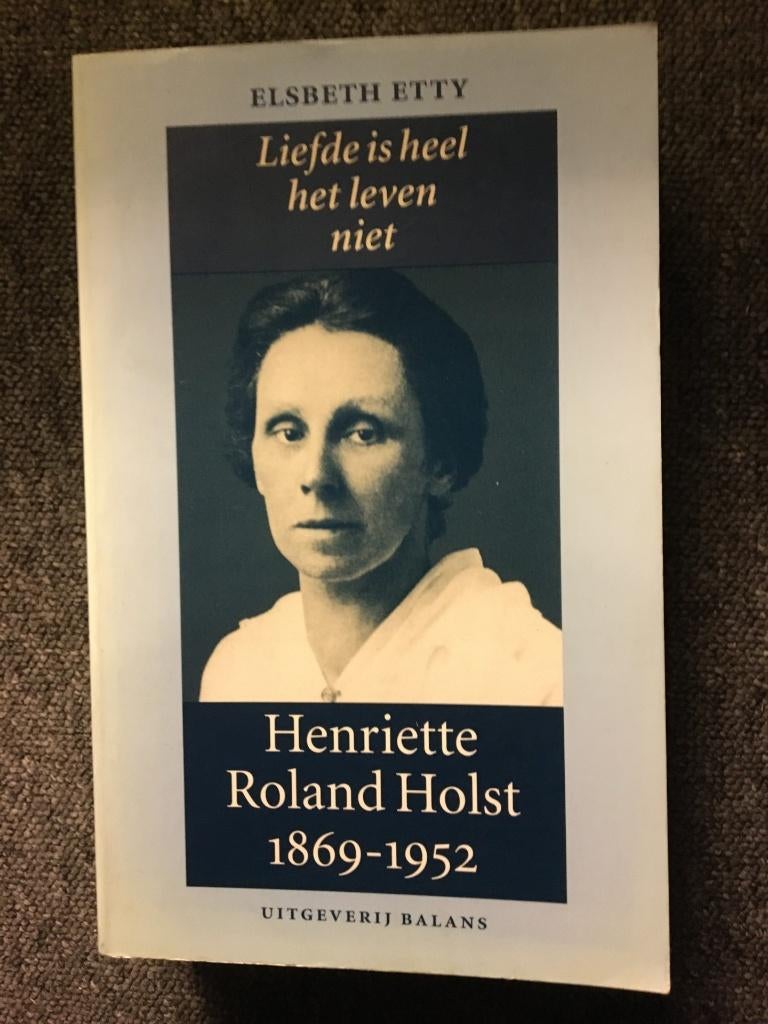 ELSBETH ETTY
Liefde is heel
het leven
niet
Henriette
Roland Holst
1869-1952
UITGEVERIJ BALANS